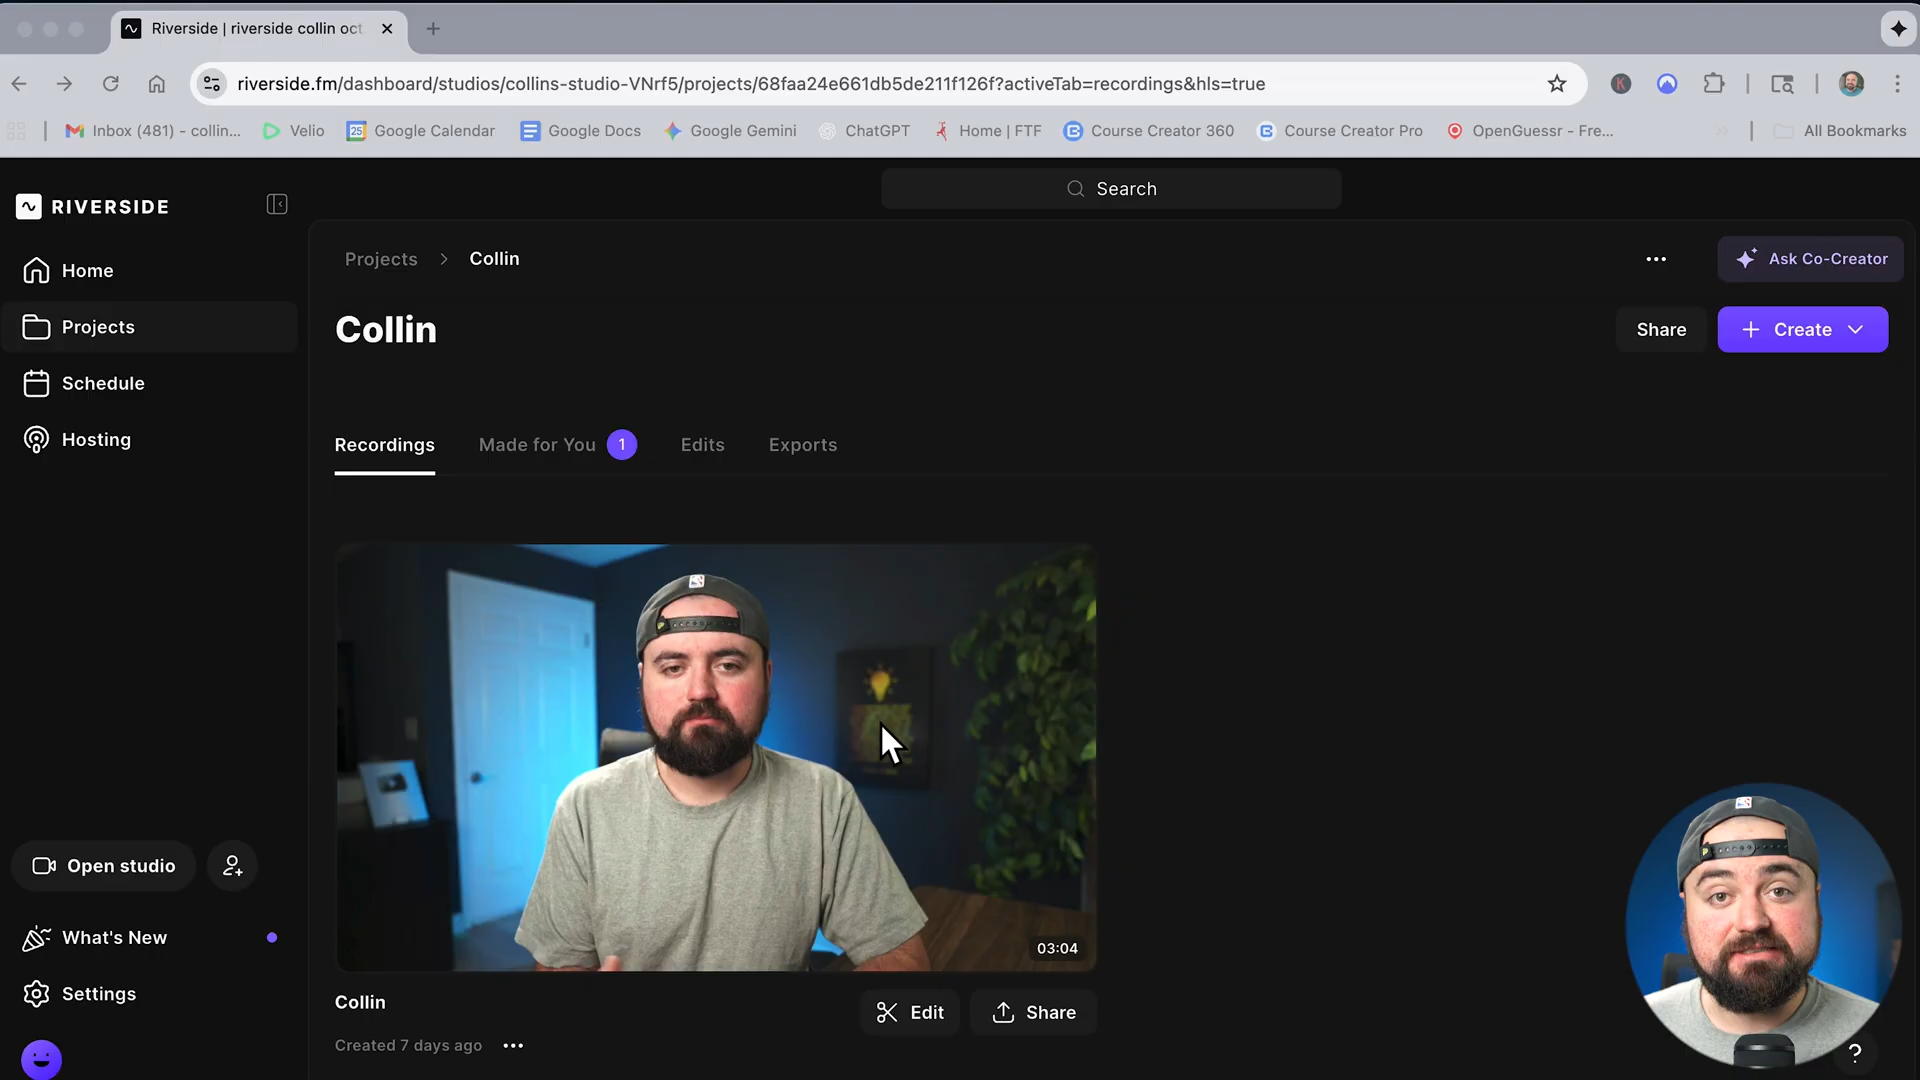 Riverside | riverside collin oct
riverside.fm/dashboard/studios/collins-studio-VNrf5/projects/68faa24e661db5de211f126f?activeTab=recordings&hls=true
K
Inbox (481) - collin...
Velio
25
Google Calendar
Google Docs
Google Gemini
ChatGPT
Home | FTF
Course Creator 360
Course Creator Pro
OpenGuessr - Fre...
All Bookmarks
RIVERSIDE
Search
Home
Projects
Schedule
Hosting
Projects > Collin
Ask Co-Creator
Collin
Share
+ Create
Recordings
Made for You 1
Edits
Exports
03:04
Open studio
What's New
Settings
Collin
Edit
Share
Created 7 days ago
?